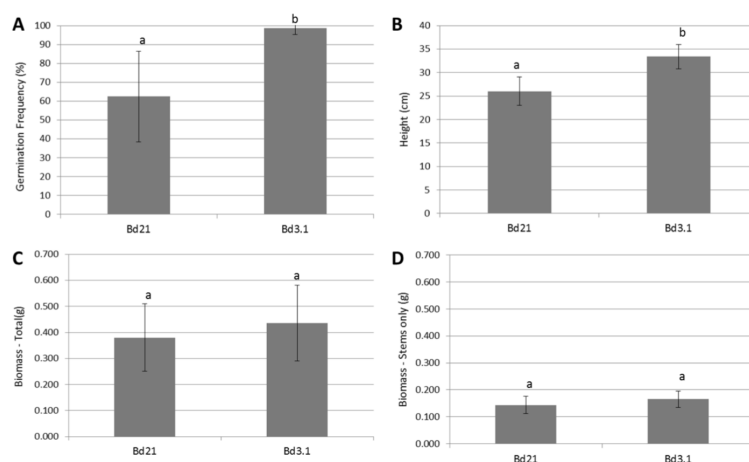 A
Germination Frequency (%)
100
90
80
70
60
50
40
30
20
10
0
a
b
Bd21
Bd3.1
B
Height (cm)
40
35
30
25
20
15
10
5
0
a
b
Bd21
Bd3.1
C
Biomass - Total(g)
0.700
0.600
0.500
0.400
0.300
0.200
0.100
0.000
a
a
Bd21
Bd3.1
D
Biomass - Stems only (g)
0.700
0.600
0.500
0.400
0.300
0.200
0.100
0.000
a
a
Bd21
Bd3.1